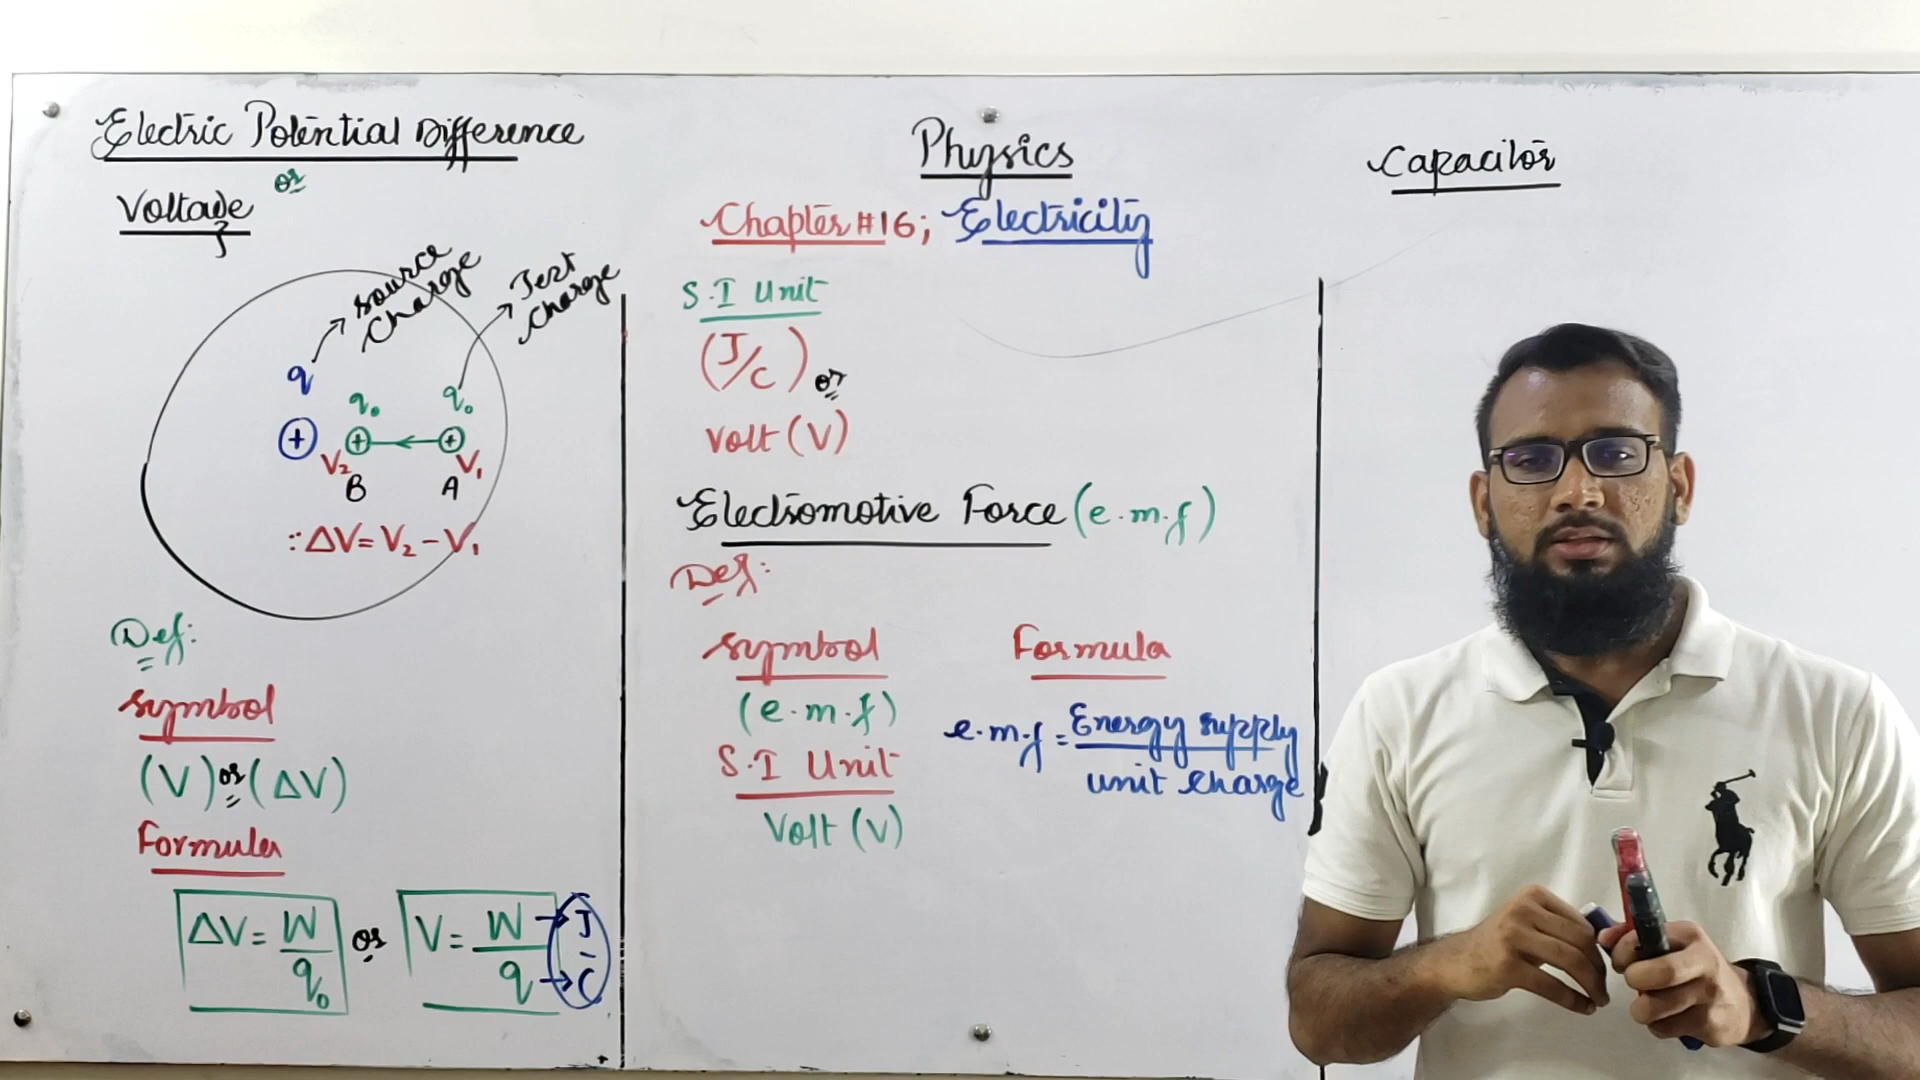 Electric Potential Difference
or
Voltage
Source
Charge
Test
Charge
q
q₀
q₀
+
+
+
V₂
V₁
B
A
∵ ΔV = V₂ - V₁
Def:
Symbol
(V) or (ΔV)
Formula
ΔV = W/q₀ or V = W/q → J/C
Physics
Chapter # 16; Electricity
S.I Unit
(J/C) or
Volt (V)
Electromotive Force (e.m.f)
Def:
Symbol
(e.m.f)
S.I Unit
Volt (V)
Formula
e.m.f = Energy supply
unit charge
Capacitor